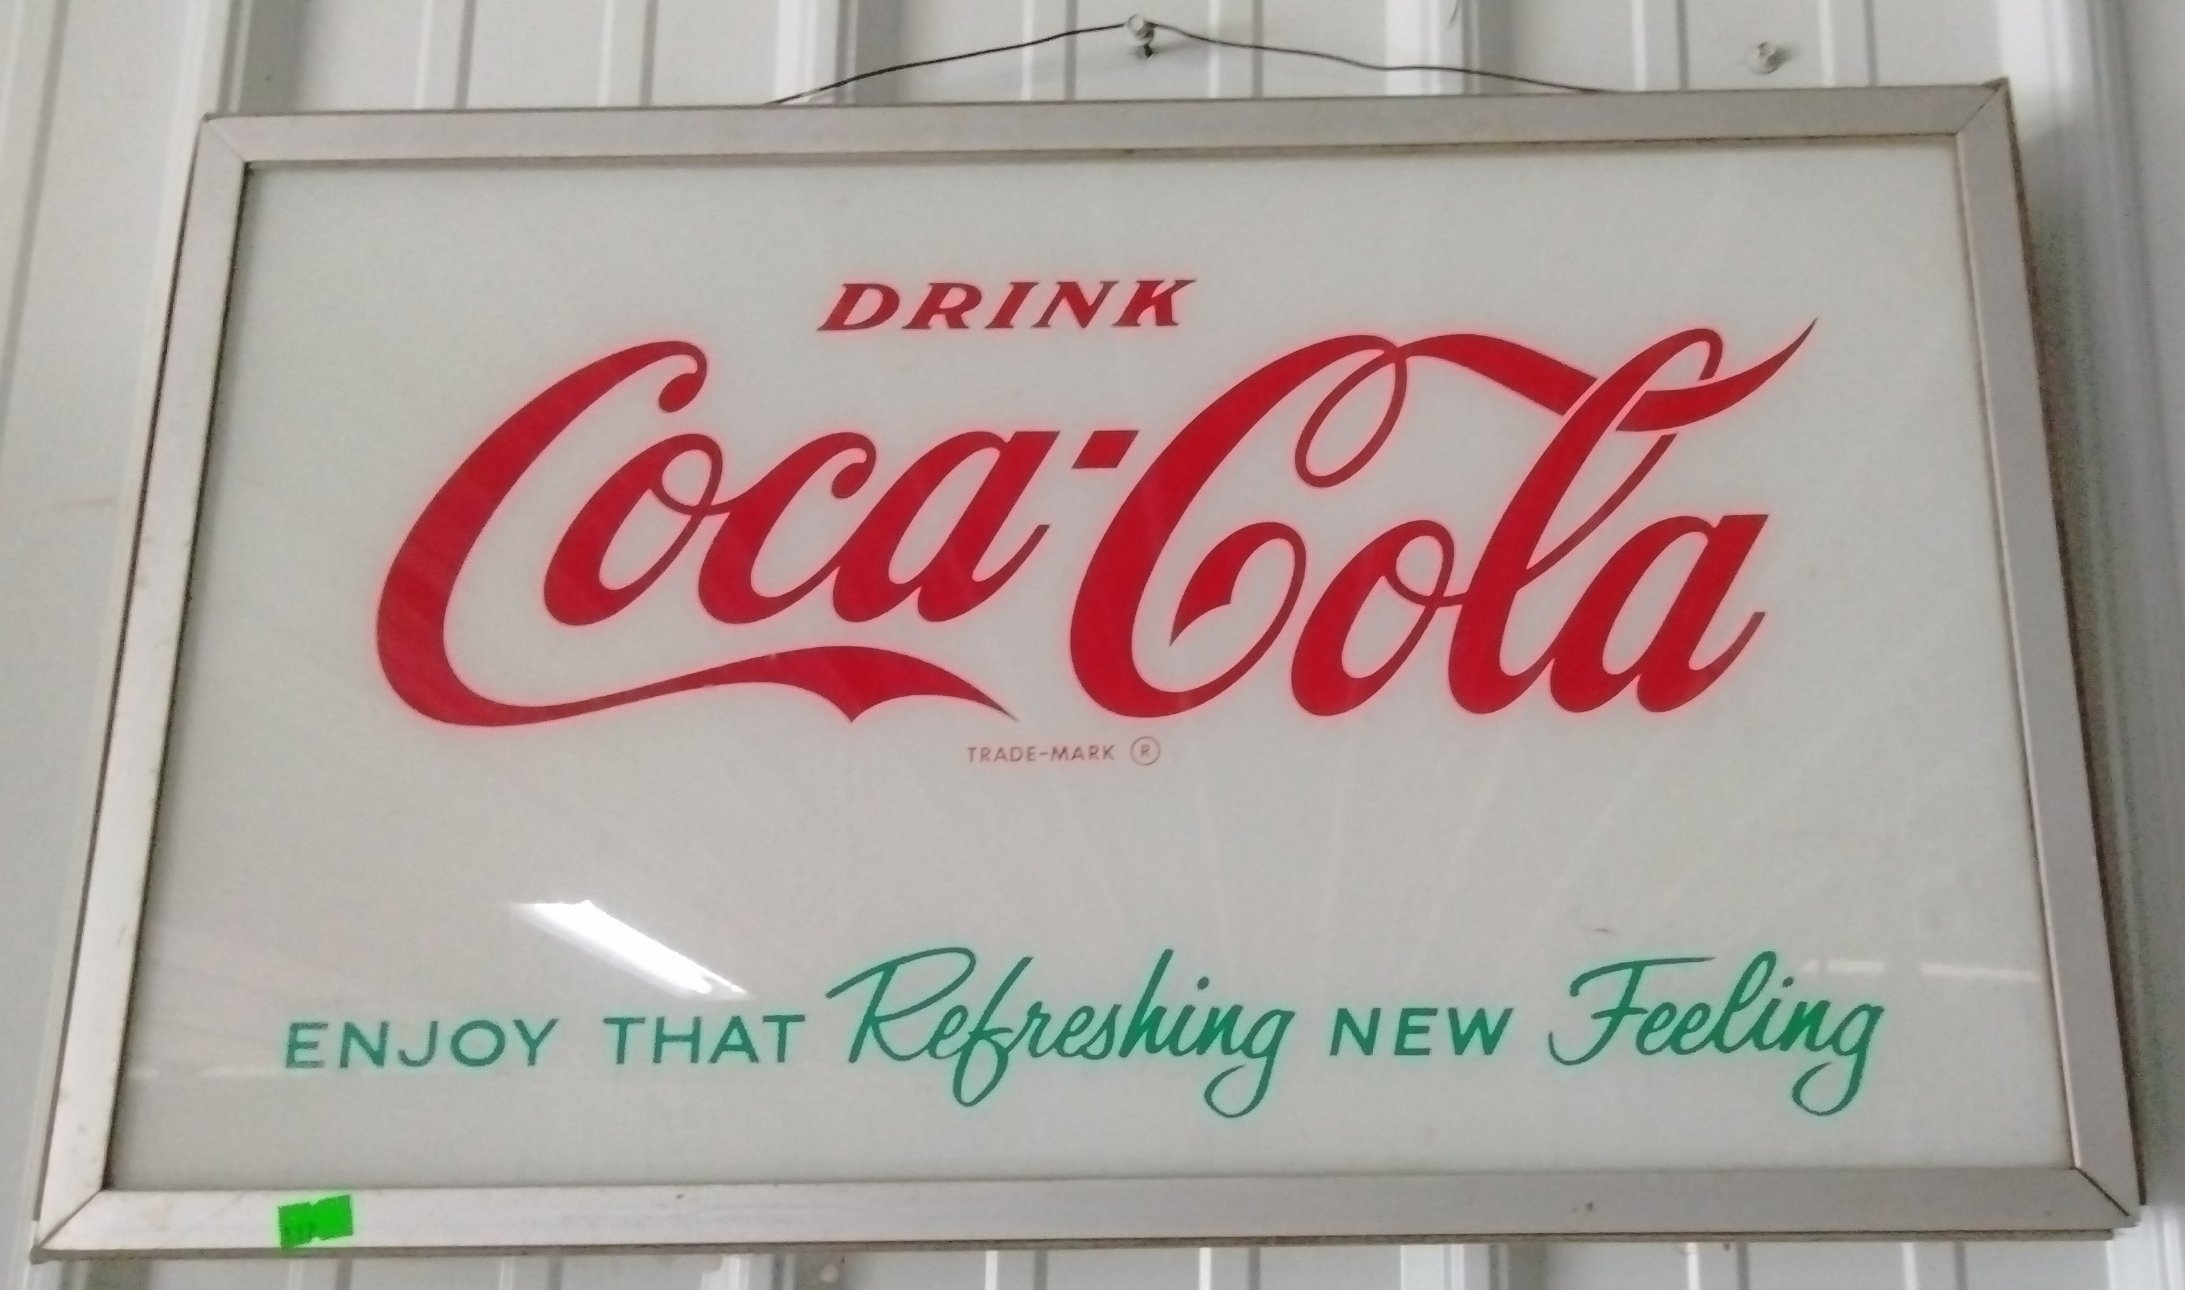 DRINK
Coca-Cola
TRADE-MARK ®
ENJOY THAT Refreshing NEW Feeling